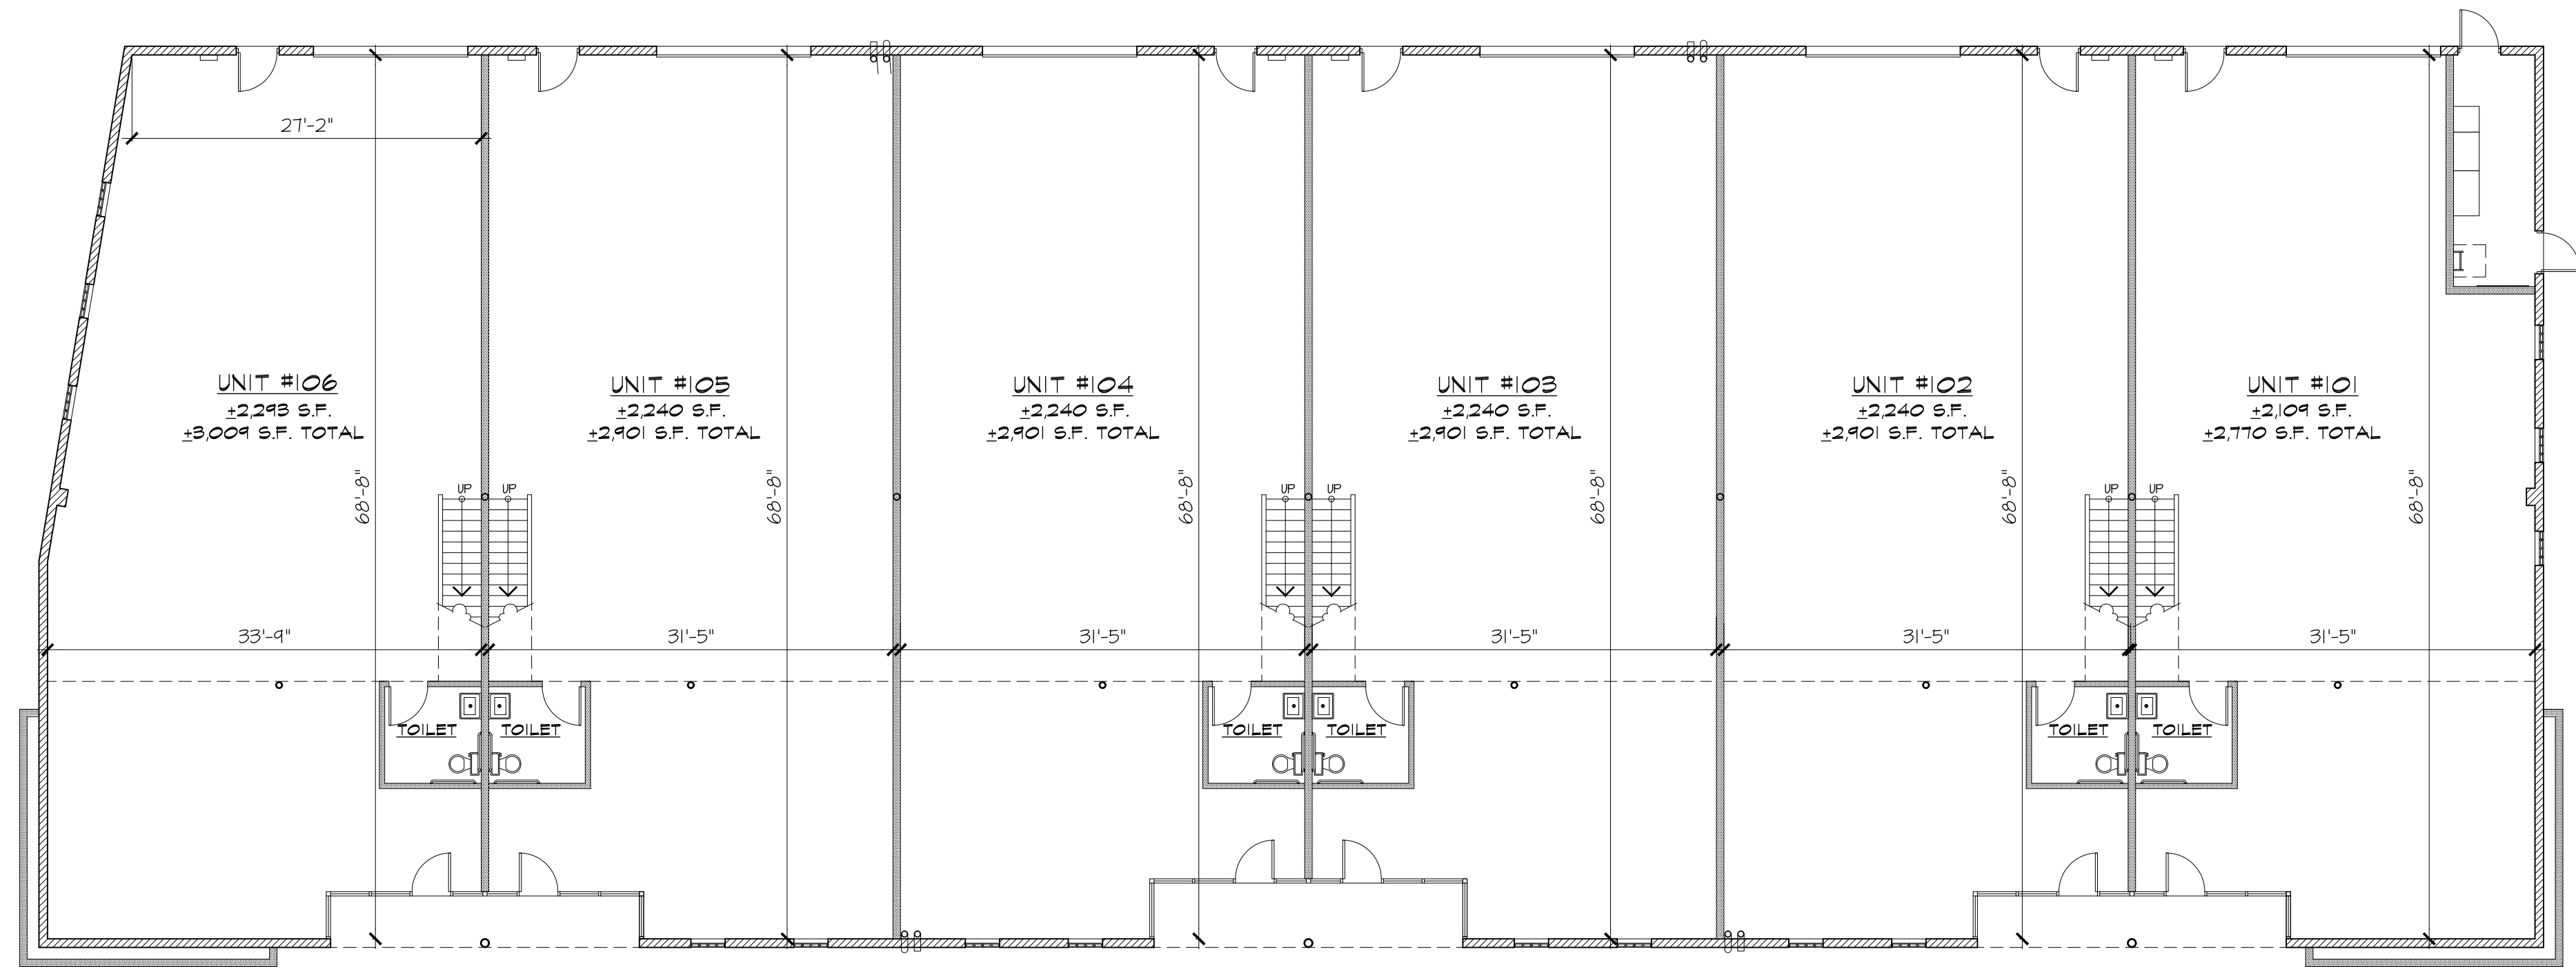 27'-2"
UNIT #106
±2,293 S.F.
±3,009 S.F. TOTAL
UNIT #105
±2,240 S.F.
±2,901 S.F. TOTAL
UNIT #104
±2,240 S.F.
±2,901 S.F. TOTAL
UNIT #103
±2,240 S.F.
±2,901 S.F. TOTAL
UNIT #102
±2,240 S.F.
±2,901 S.F. TOTAL
UNIT #101
±2,109 S.F.
±2,770 S.F. TOTAL
68'-8"
68'-8"
68'-8"
68'-8"
68'-8"
68'-8"
UP
UP
UP
UP
UP
UP
33'-9"
31'-5"
31'-5"
31'-5"
31'-5"
31'-5"
TOILET
TOILET
TOILET
TOILET
TOILET
TOILET